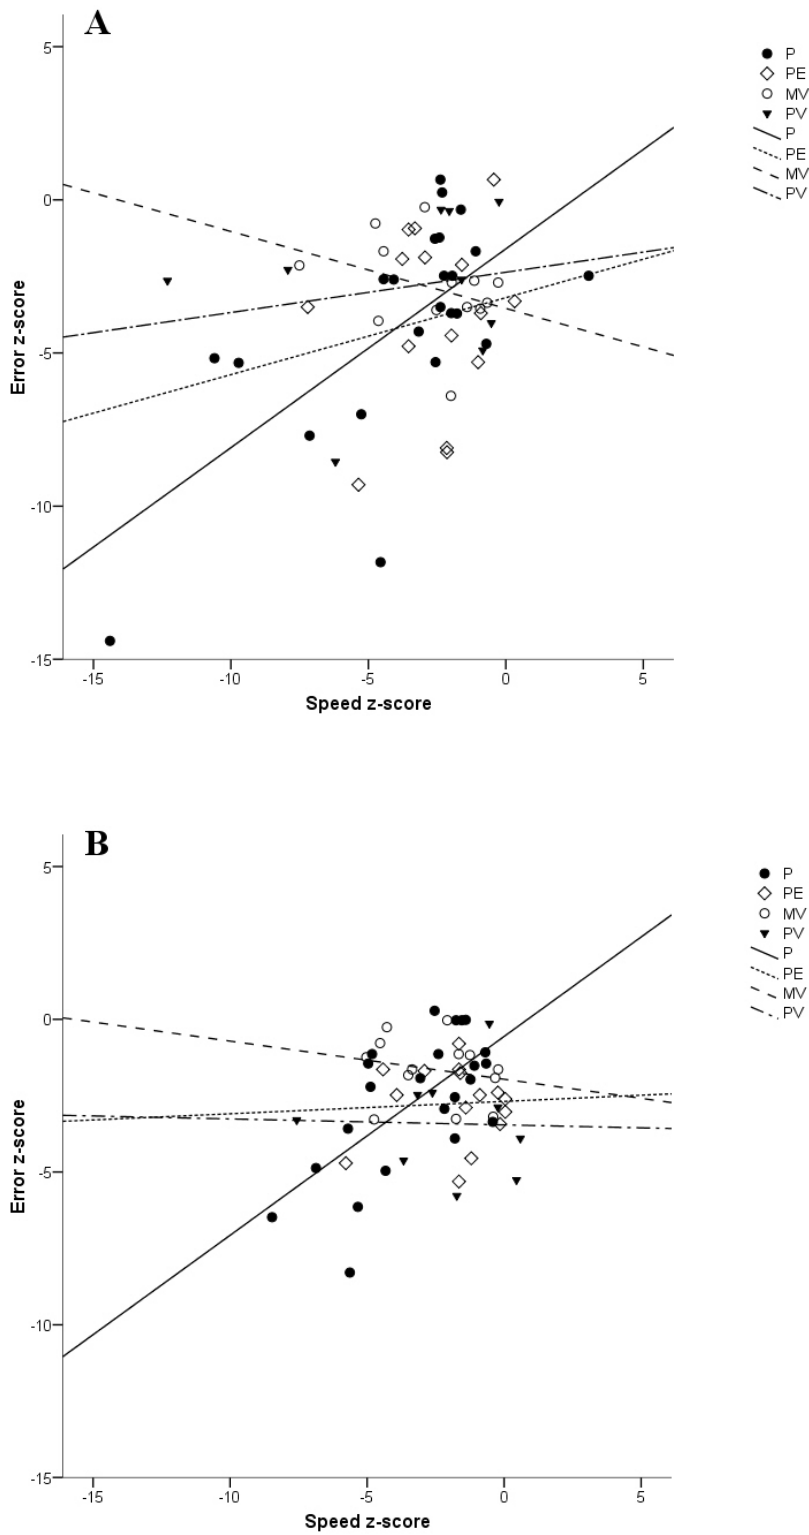 A
5
0
-5
-10
-15
Error z-score
-15 -10 -5 0 5
Speed z-score
P
PE
MV
PV
P
PE
MV
PV
B
5
0
-5
-10
-15
Error z-score
-15 -10 -5 0 5
Speed z-score
P
PE
MV
PV
P
PE
MV
PV